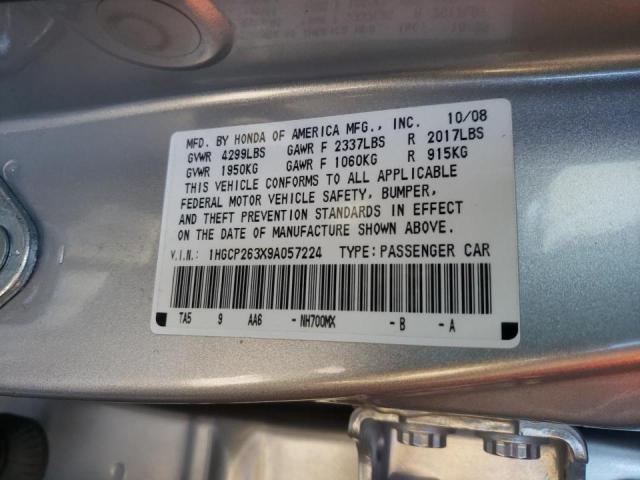 MFD. BY HONDA OF AMERICA MFG., INC. 10/08
GVWR 4299LBS GAWR F 2337LBS R 2017LBS
GVWR 1950KG GAWR F 1060KG R 915KG
THIS VEHICLE CONFORMS TO ALL APPLICABLE
FEDERAL MOTOR VEHICLE SAFETY, BUMPER,
AND THEFT PREVENTION STANDARDS IN EFFECT
ON THE DATE OF MANUFACTURE SHOWN ABOVE.
V.I.N.: 1HGCP263X9A057224 TYPE: PASSENGER CAR
TA5 9 AA6 -NH700MX -B -A